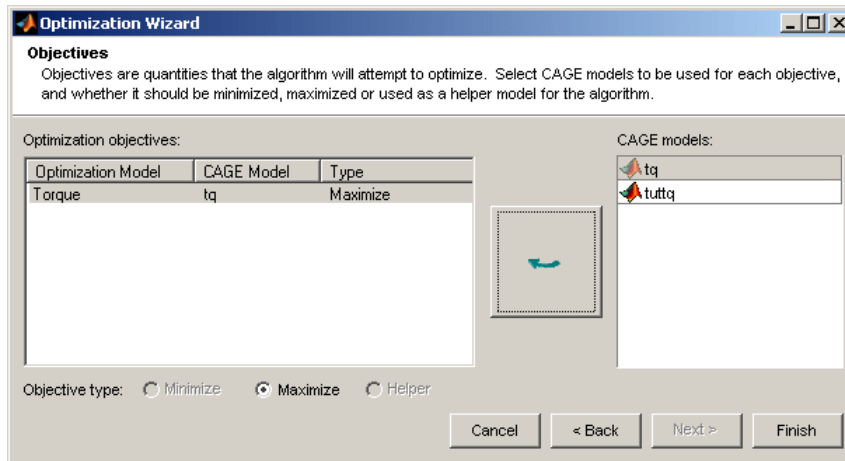 Optimization Wizard
Objectives
Objectives are quantities that the algorithm will attempt to optimize. Select CAGE models to be used for each objective,
and whether it should be minimized, maximized or used as a helper model for the algorithm.
Optimization objectives:
CAGE models:
Optimization Model CAGE Model Type
Torque tq Maximize
tq
tuttq
Objective type: Minimize Maximize Helper
Cancel < Back Next > Finish